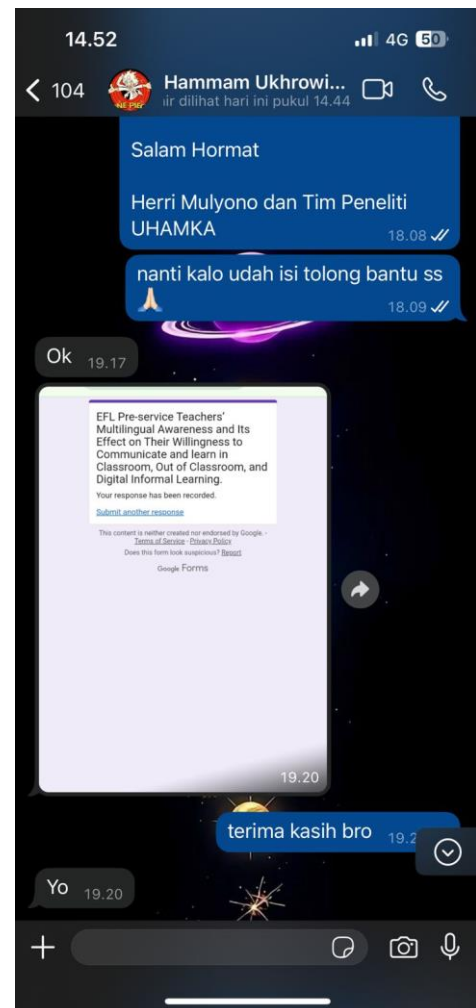 14.52
4G 50
104
Hammam Ukhrowi...
ir dilihat hari ini pukul 14.44
Salam Hormat
Herri Mulyono dan Tim Peneliti
UHAMKA
18.08
nanti kalo udah isi tolong bantu ss
18.09
Ok 19.17
EFL Pre-service Teachers'
Multilingual Awareness and Its
Effect on Their Willingness to
Communicate and learn in
Classroom, Out of Classroom, and
Digital Informal Learning.
Your response has been recorded.
Submit another response
This content is neither created nor endorsed by Google. -
Terms of Service - Privacy Policy
Does this form look suspicious? Report
Google Forms
19.20
terima kasih bro
Yo 19.20